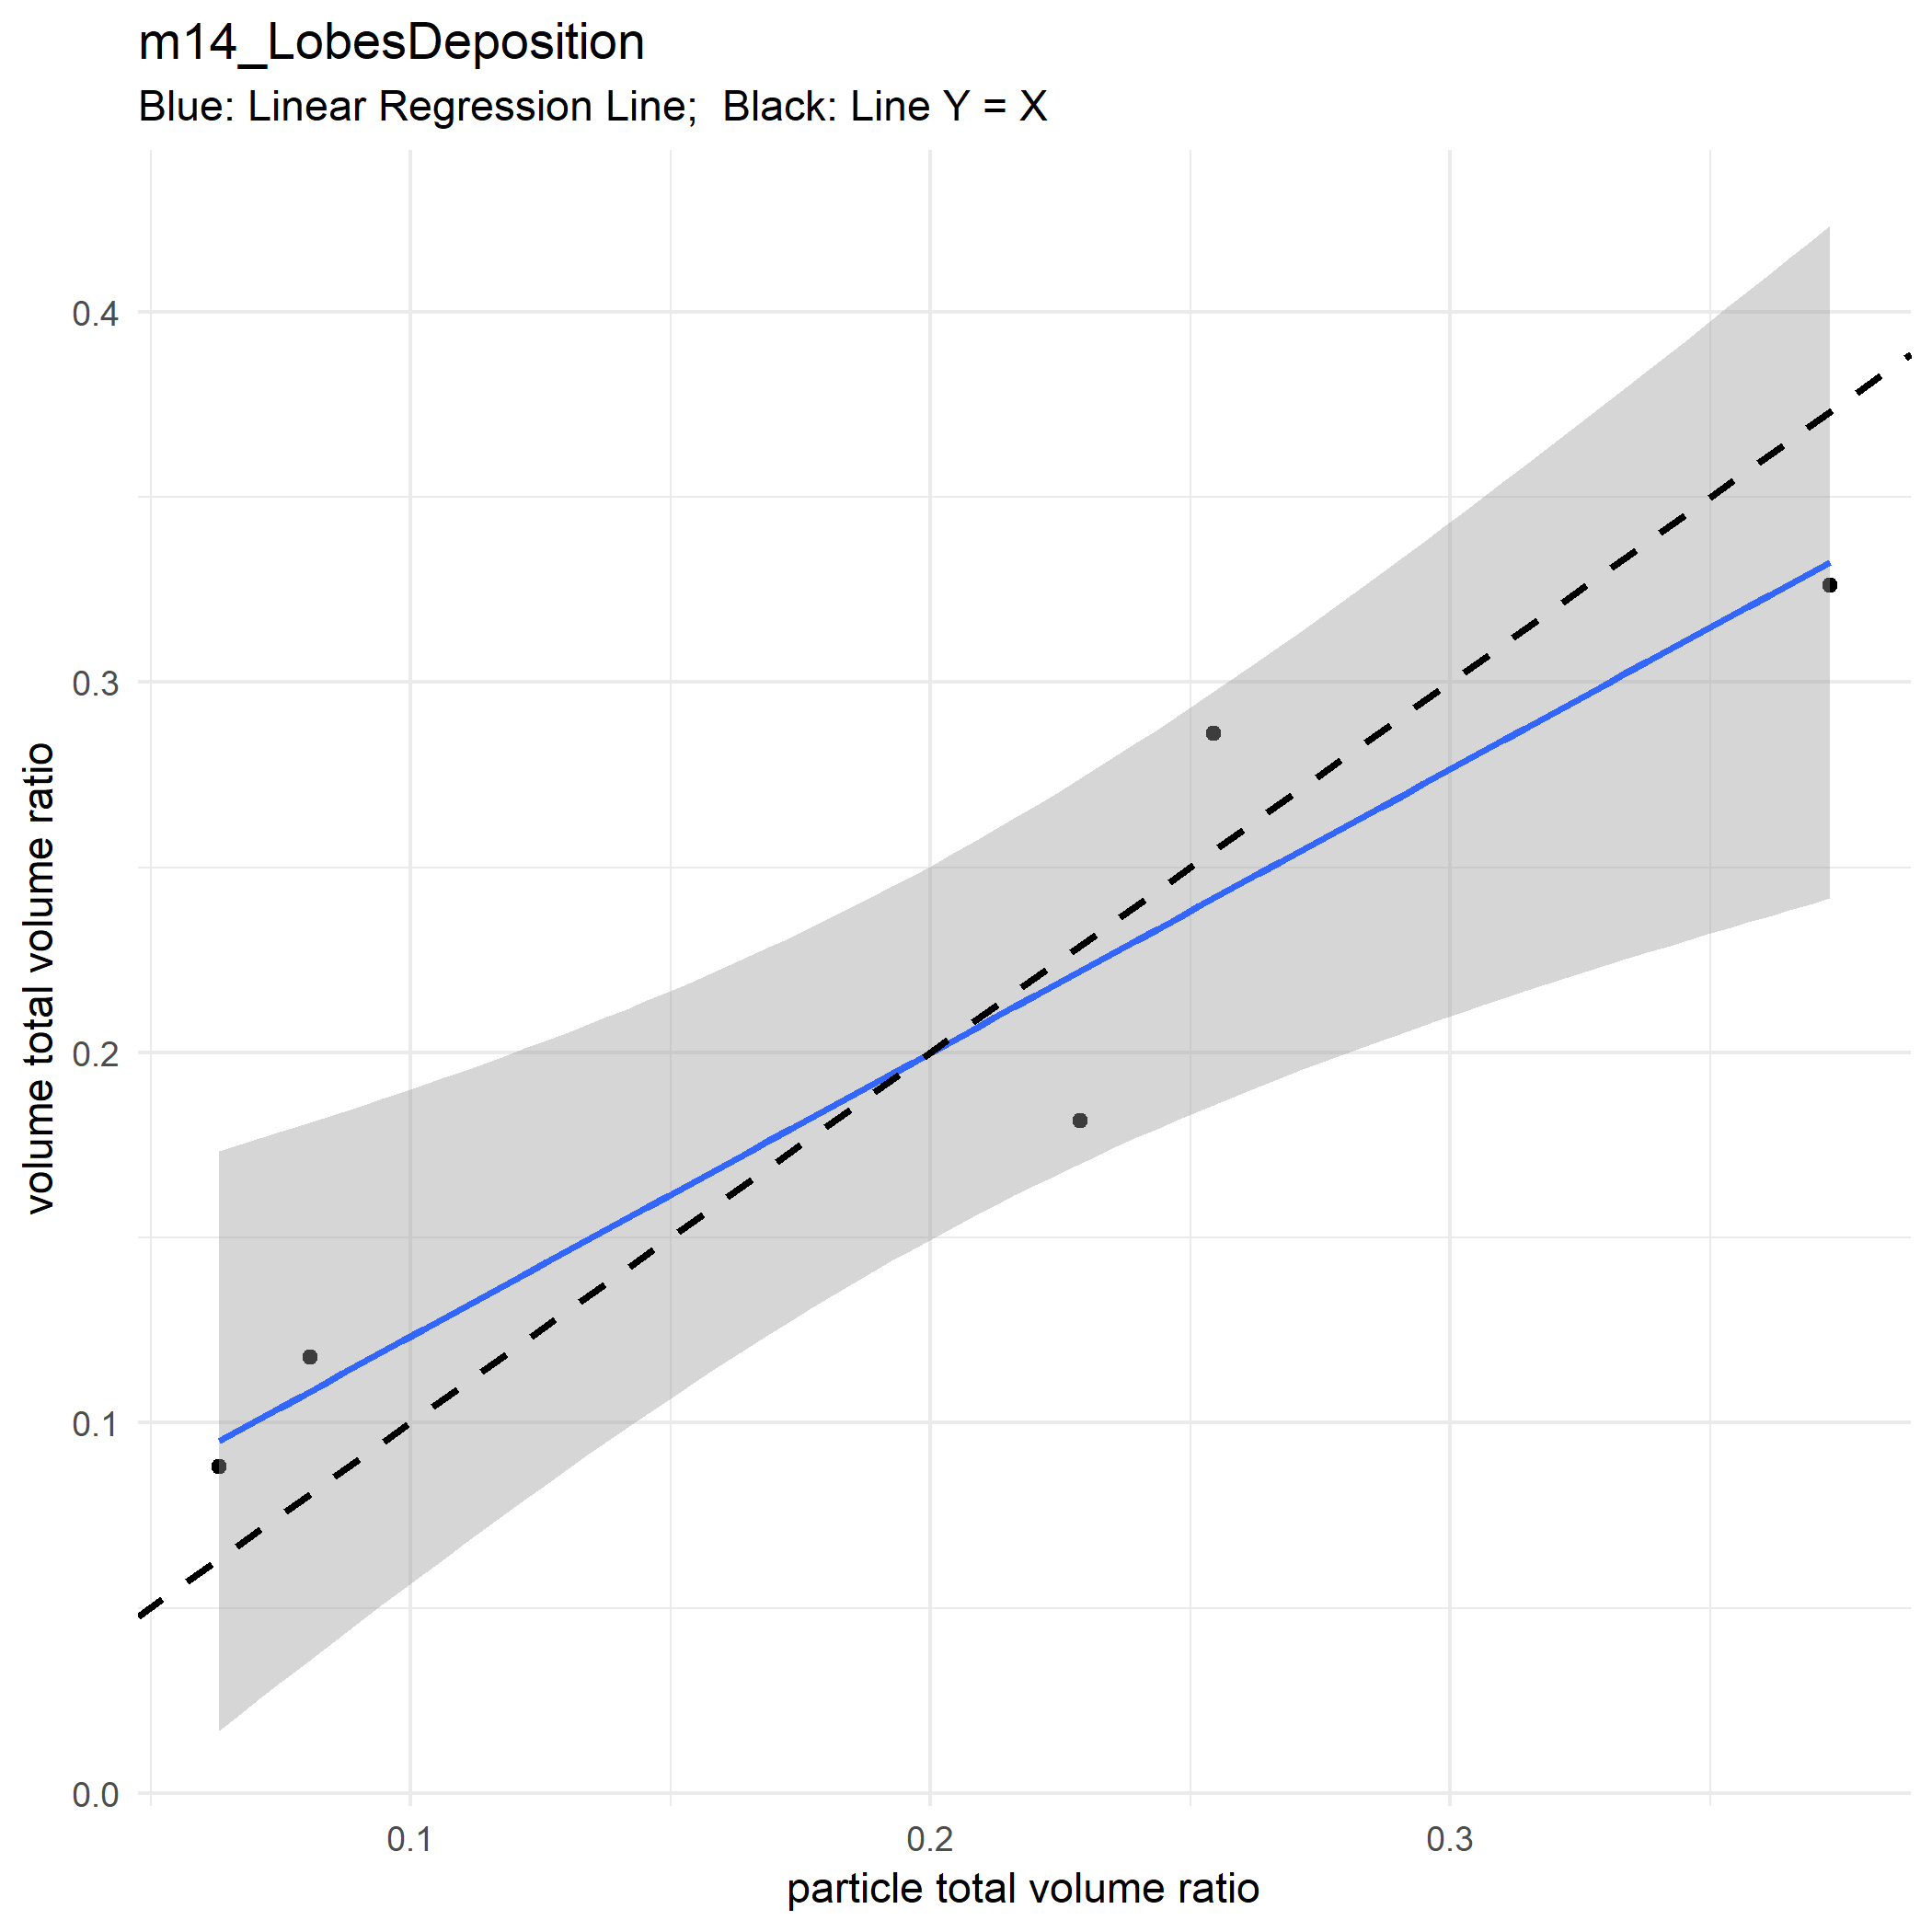 m14_LobesDeposition
Blue: Linear Regression Line;  Black: Line Y = X
volume total volume ratio
0.4
0.3
0.2
0.1
0.0
0.1
0.2
0.3
particle total volume ratio